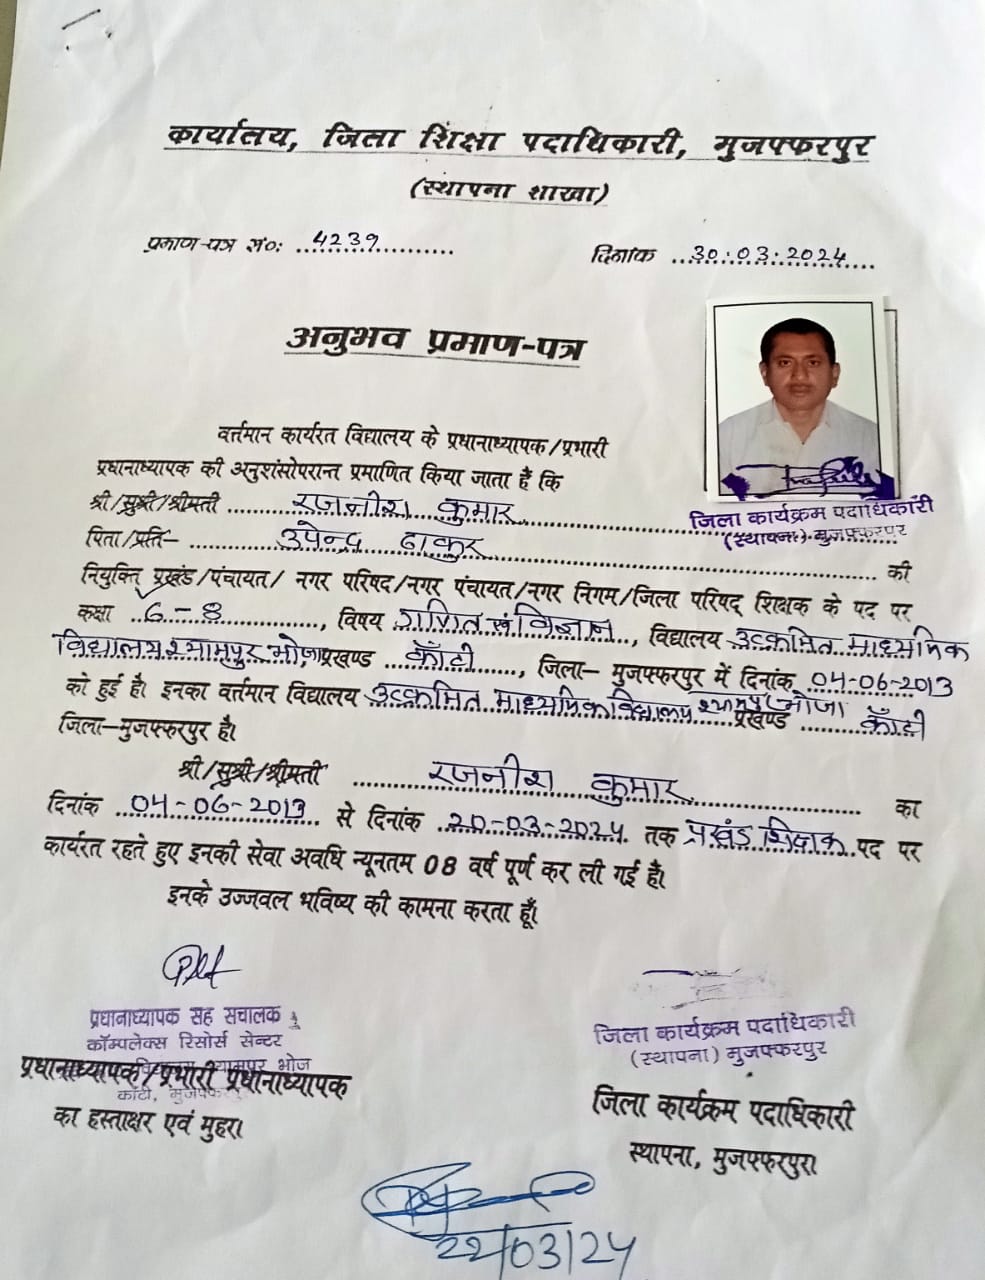 कार्यालय, जिला शिक्षा पदाधिकारी, मुजफ्फरपुर
(स्थापना शाखा)
प्रमाण-पत्र सं०: 4239 दिनांक 30.03.2024
अनुभव प्रमाण-पत्र
वर्त्तमान कार्यरत विद्यालय के प्रधानाध्यापक/प्रभारी
प्रधानाध्यापक की अनुशंसोपरान्त प्रमाणित किया जाता है कि
श्री/सुश्री/श्रीमती रजनीश कुमार
जिला कार्यक्रम पदाधिकारी
(स्थापना) मुजफ्फरपुर
पिता/प्रति- उपेन्द्र ठाकुर की
नियुक्ति प्रखंड/पंचायत/ नगर परिषद/नगर पंचायत/नगर निगम/जिला परिषद् शिक्षक के पद पर
कक्षा 6-8, विषय गणित एवं विज्ञान, विद्यालय उत्क्रमित माध्यमिक
विद्यालय श्यामपुर भोजा प्रखण्ड काँटी, जिला- मुजफ्फरपुर में दिनांक 04-06-2013
को हुई है। इनका वर्त्तमान विद्यालय उत्क्रमित माध्यमिक विद्यालय श्यामपुर भोजा प्रखण्ड काँटी
जिला-मुजफ्फरपुर है।
श्री/सुश्री/श्रीमती रजनीश कुमार का
दिनांक 04-06-2013 से दिनांक 20-03-2024 तक प्रखंड शिक्षक पद पर
कार्यरत रहते हुए इनकी सेवा अवधि न्यूनतम 08 वर्ष पूर्ण कर ली गई है।
इनके उज्जवल भविष्य की कामना करता हूँ।
प्रधानाध्यापक सह सचालक
कॉम्पलेक्स रिसोर्स सेन्टर
श्यामपुर भोज
काँटी, मुजफ्फरपुर
प्रधानाध्यापक/प्रभारी प्रधानाध्यापक
का हस्ताक्षर एवं मुहर।
जिला कार्यक्रम पदाधिकारी
(स्थापना) मुजफ्फरपुर
जिला कार्यक्रम पदाधिकारी
स्थापना, मुजफ्फरपुर।
22/03/24